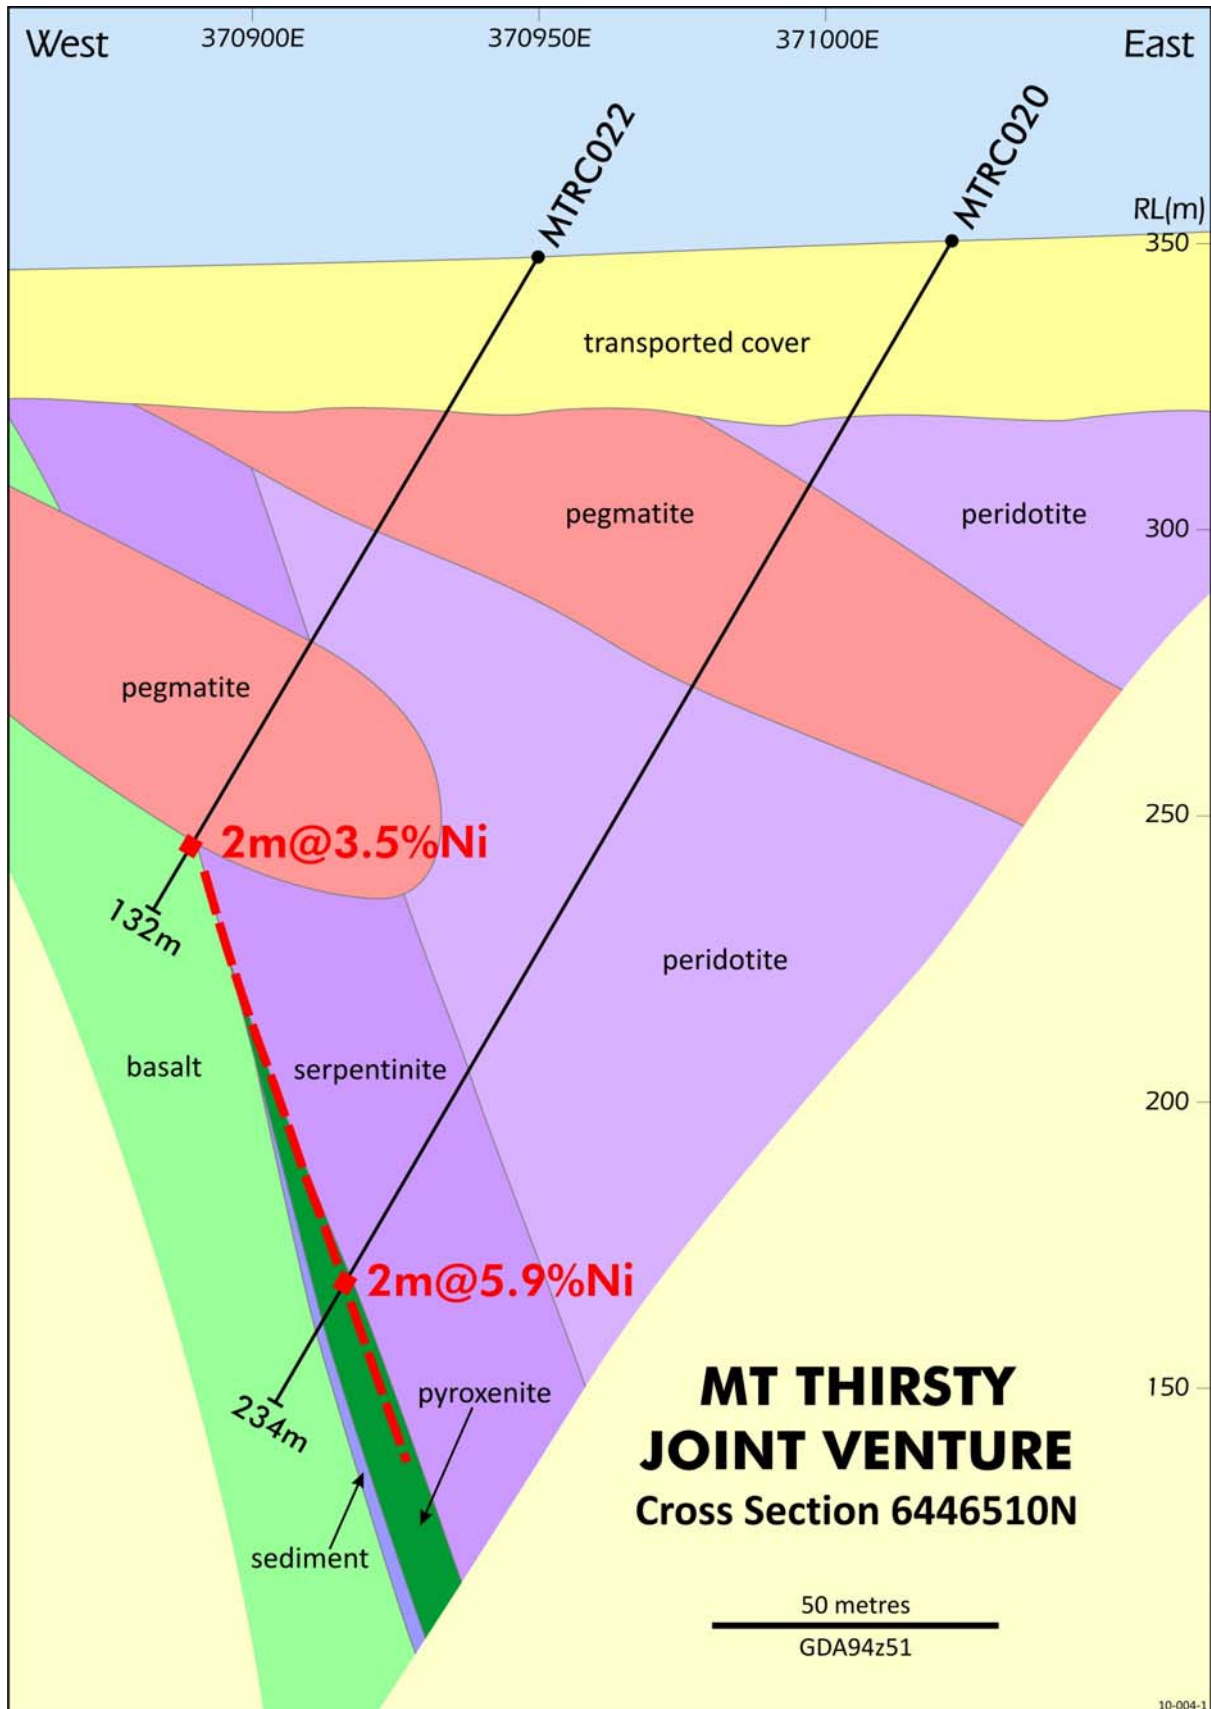 West
370900E
370950E
371000E
East
MTRC022
MTRC020
RL(m)
350
transported cover
pegmatite
peridotite
300
pegmatite
250
2m@3.5%Ni
132m
peridotite
basalt
serpentinite
200
2m@5.9%Ni
234m
pyroxenite
150
MT THIRSTY
JOINT VENTURE
Cross Section 6446510N
sediment
50 metres
GDA94z51
10-004-1